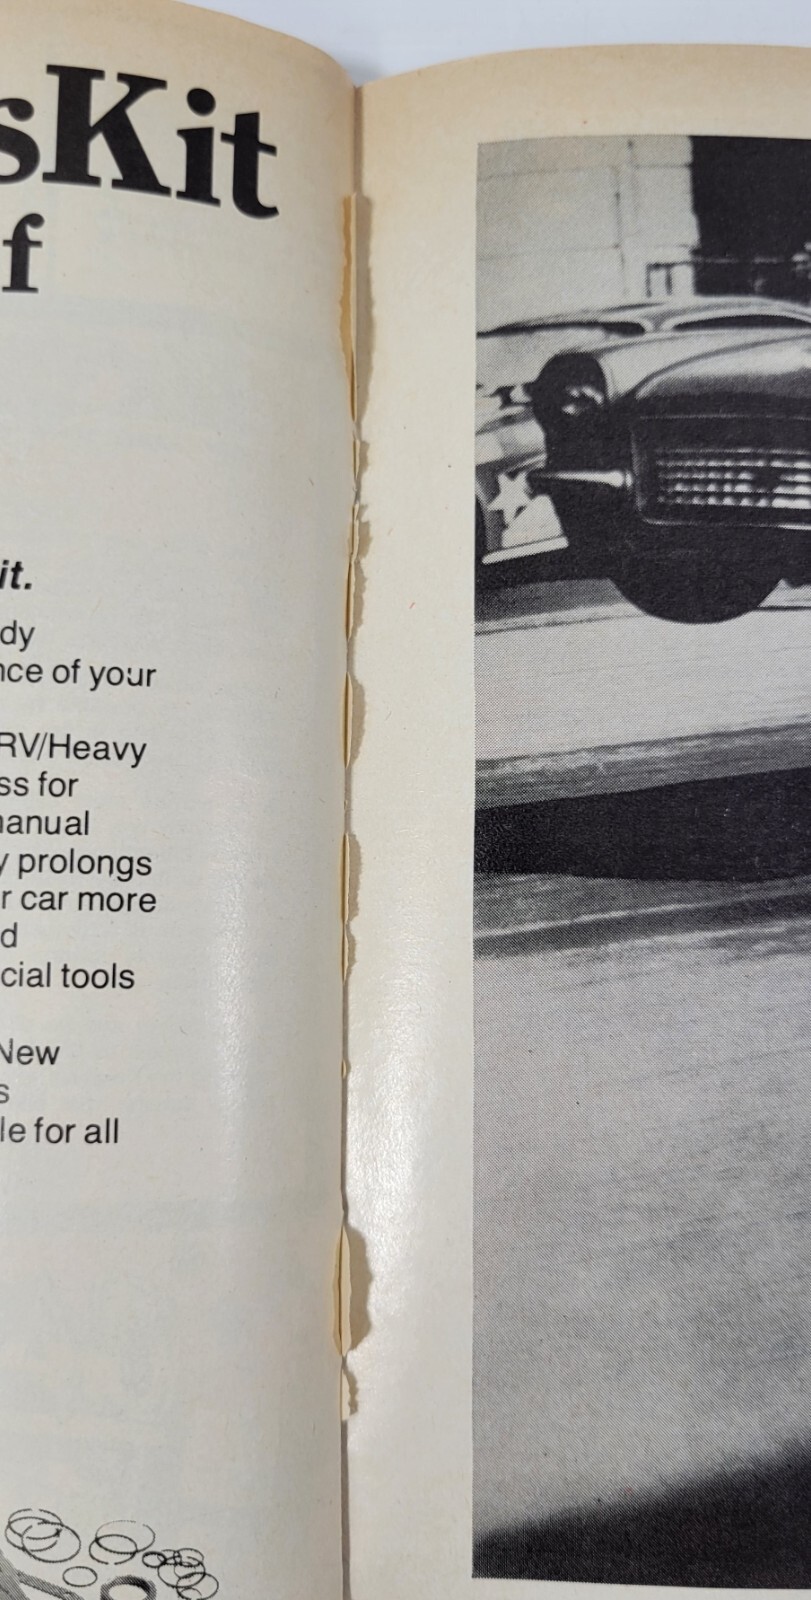 sKit
f
it.
dy
nce of your
RV/Heavy
ss for
manual
y prolongs
r car more
d
cial tools
New
s
le for all